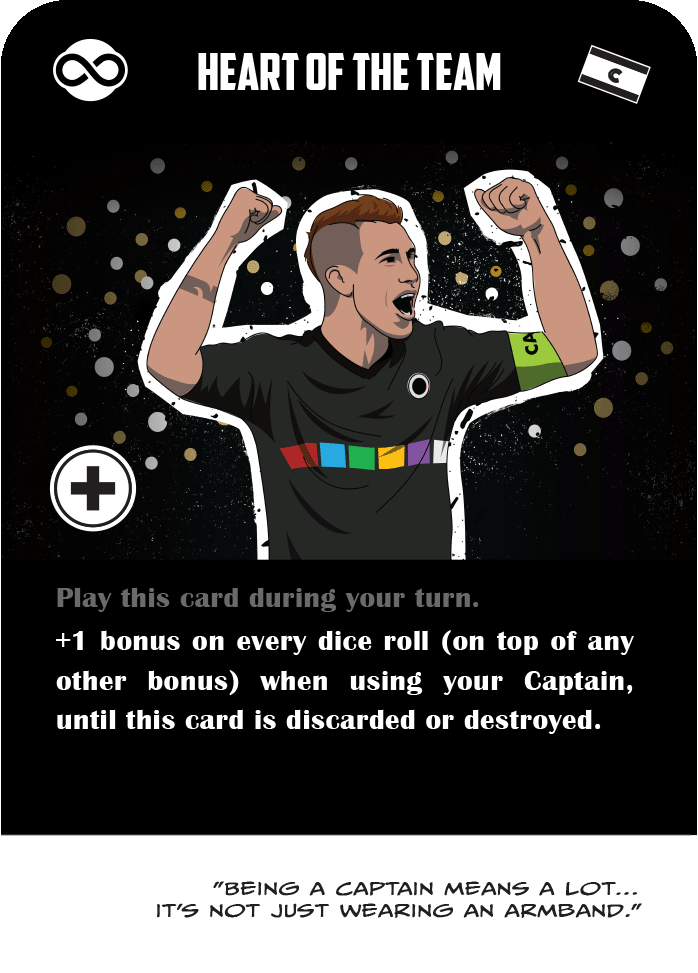 HEART OF THE TEAM
C
CA
Play this card during your turn.
+1 bonus on every dice roll (on top of any
other bonus) when using your Captain,
until this card is discarded or destroyed.
"BEING A CAPTAIN MEANS A LOT...
IT'S NOT JUST WEARING AN ARMBAND."